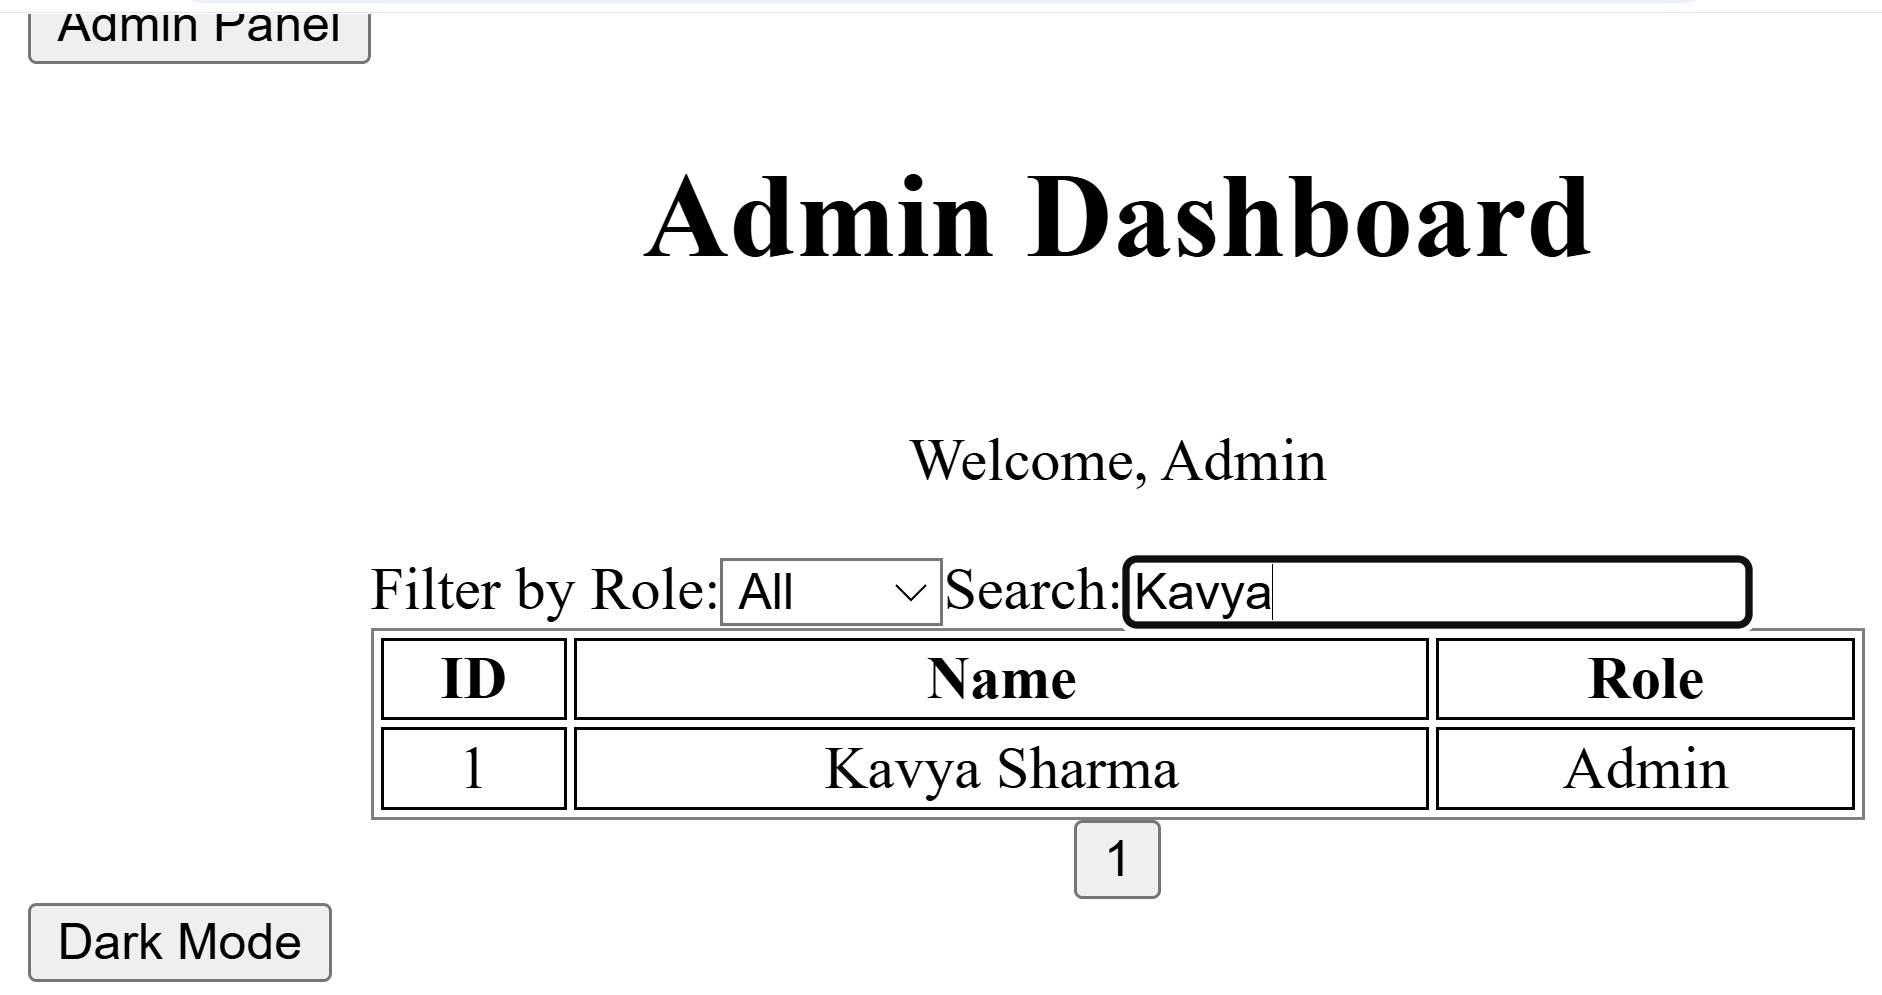 Admin Panel
Admin Dashboard
Welcome, Admin
Filter by Role: All Search: Kavya
ID Name Role
1 Kavya Sharma Admin
1
Dark Mode